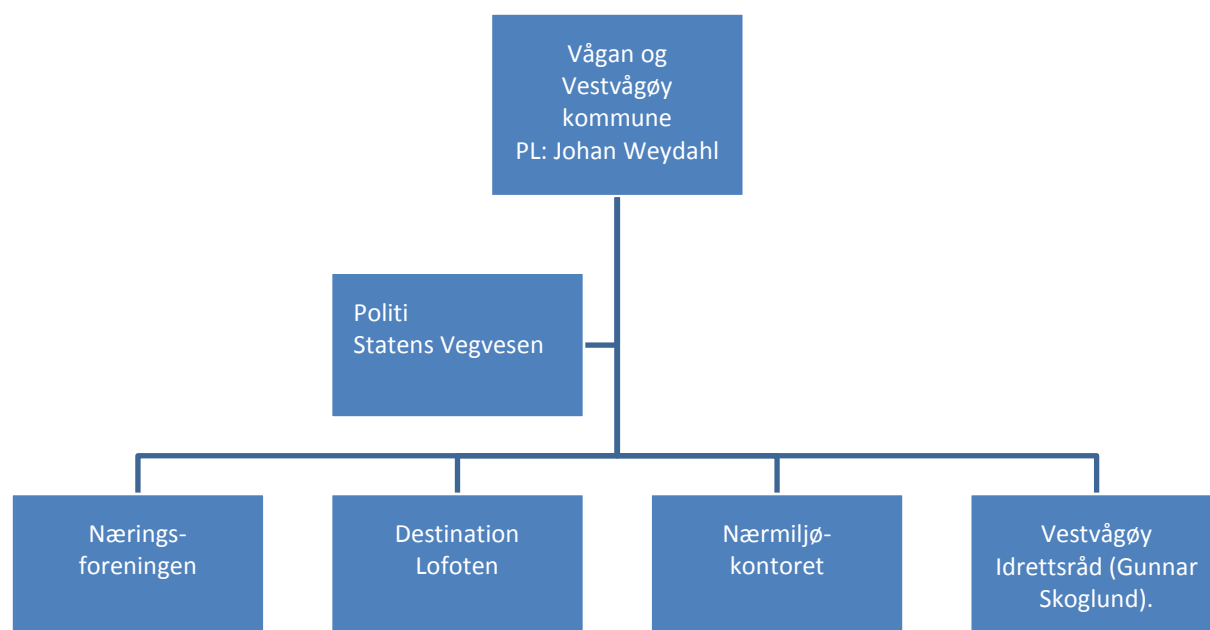 Vågan og
Vestvågøy
kommune
PL: Johan Weydahl
Politi
Statens Vegvesen
Nærings-
foreningen
Destination
Lofoten
Nærmiljø-
kontoret
Vestvågøy
Idrettsråd (Gunnar
Skoglund).